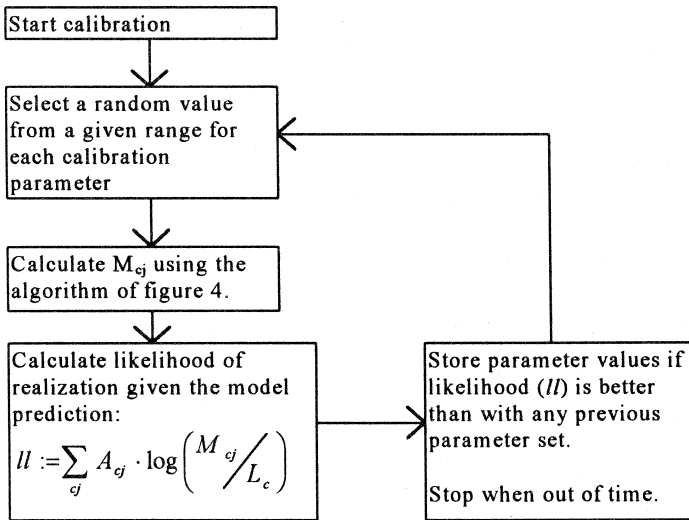 Start calibration
Select a random value
from a given range for
each calibration
parameter
Calculate M_cj using the
algorithm of figure 4.
Calculate likelihood of
realization given the model
prediction:
ll := ∑_cj A_cj · log(M_cj / L_c)
Store parameter values if
likelihood (ll) is better
than with any previous
parameter set.
Stop when out of time.